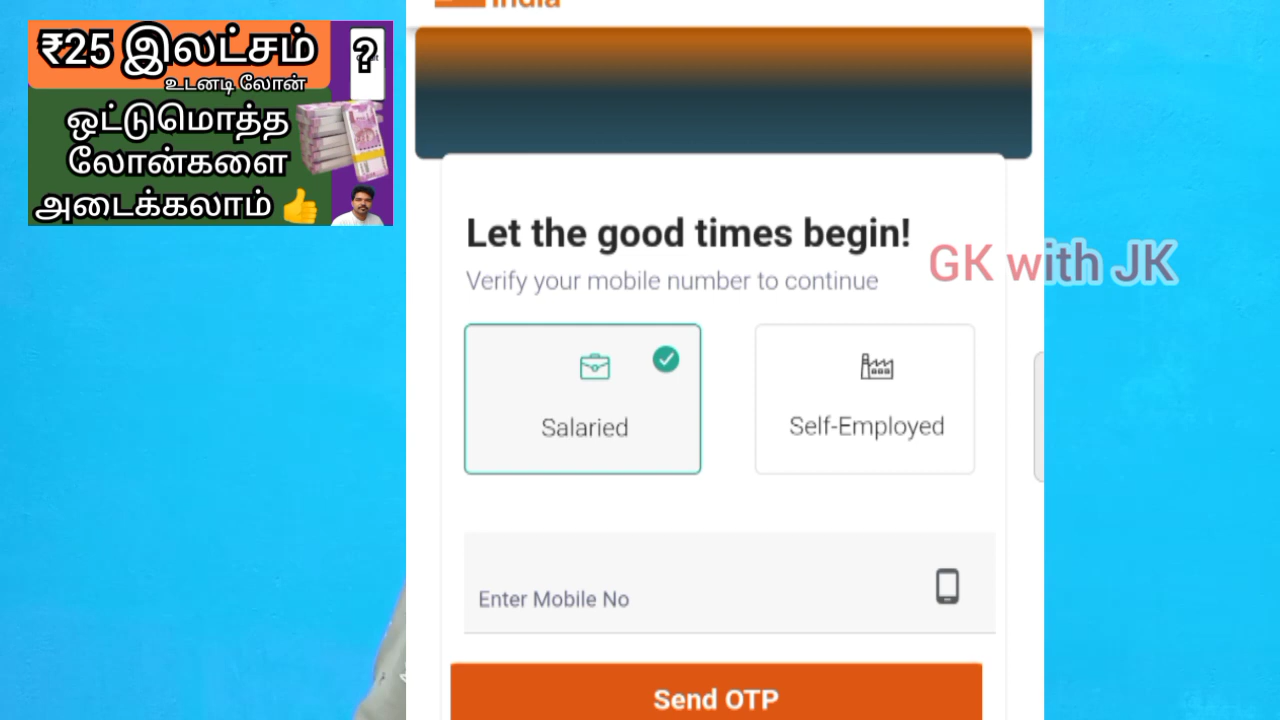 India
₹25 இலட்சம்
உடனடி லோன்
?
ஒட்டுமொத்த
லோன்களை
அடைக்கலாம்
Let the good times begin!
GK with JK
Verify your mobile number to continue
Salaried
Self-Employed
Enter Mobile No
Send OTP